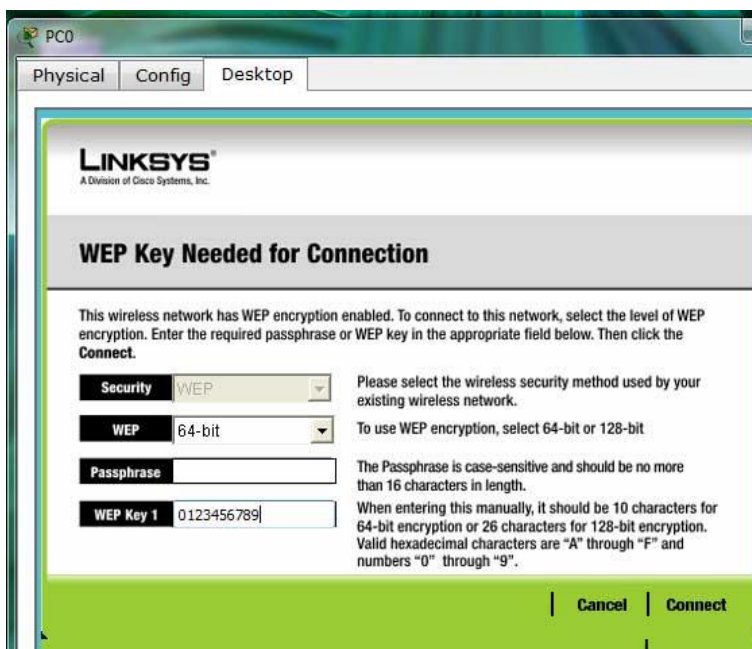 PC0
Physical Config Desktop
LINKSYS®
A Division of Cisco Systems, Inc.
WEP Key Needed for Connection
This wireless network has WEP encryption enabled. To connect to this network, select the level of WEP
encryption. Enter the required passphrase or WEP key in the appropriate field below. Then click the
Connect.
Security WEP
Please select the wireless security method used by your
existing wireless network.
WEP 64-bit
To use WEP encryption, select 64-bit or 128-bit
Passphrase
The Passphrase is case-sensitive and should be no more
than 16 characters in length.
WEP Key 1 0123456789
When entering this manually, it should be 10 characters for
64-bit encryption or 26 characters for 128-bit encryption.
Valid hexadecimal characters are “A” through “F” and
numbers “0” through “9”.
Cancel Connect